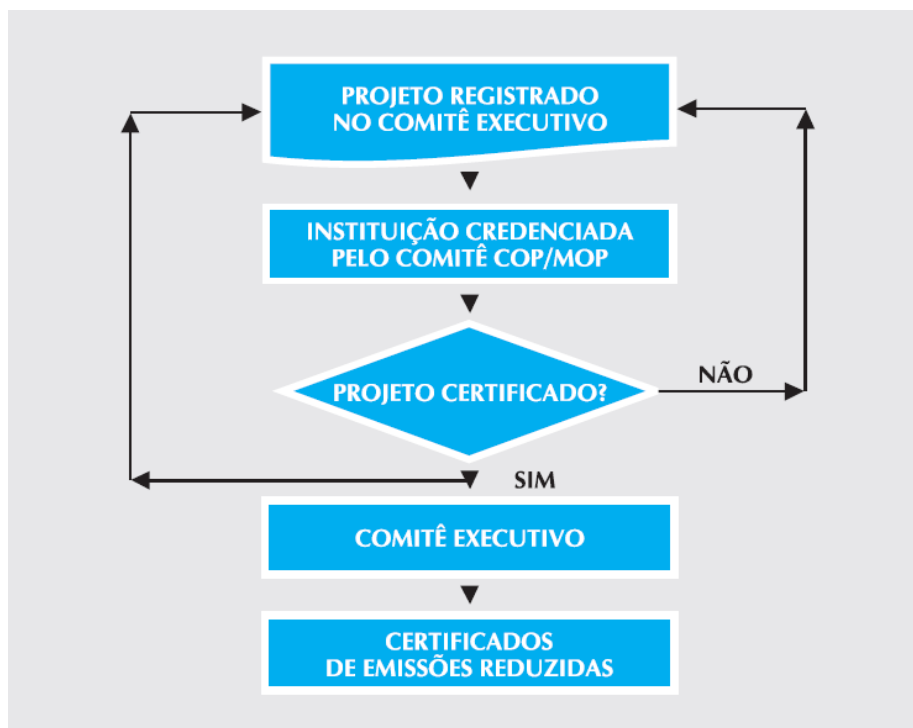 PROJETO REGISTRADO
NO COMITÊ EXECUTIVO
INSTITUIÇÃO CREDENCIADA
PELO COMITÊ COP/MOP
PROJETO CERTIFICADO?
NÃO
SIM
COMITÊ EXECUTIVO
CERTIFICADOS
DE EMISSÕES REDUZIDAS